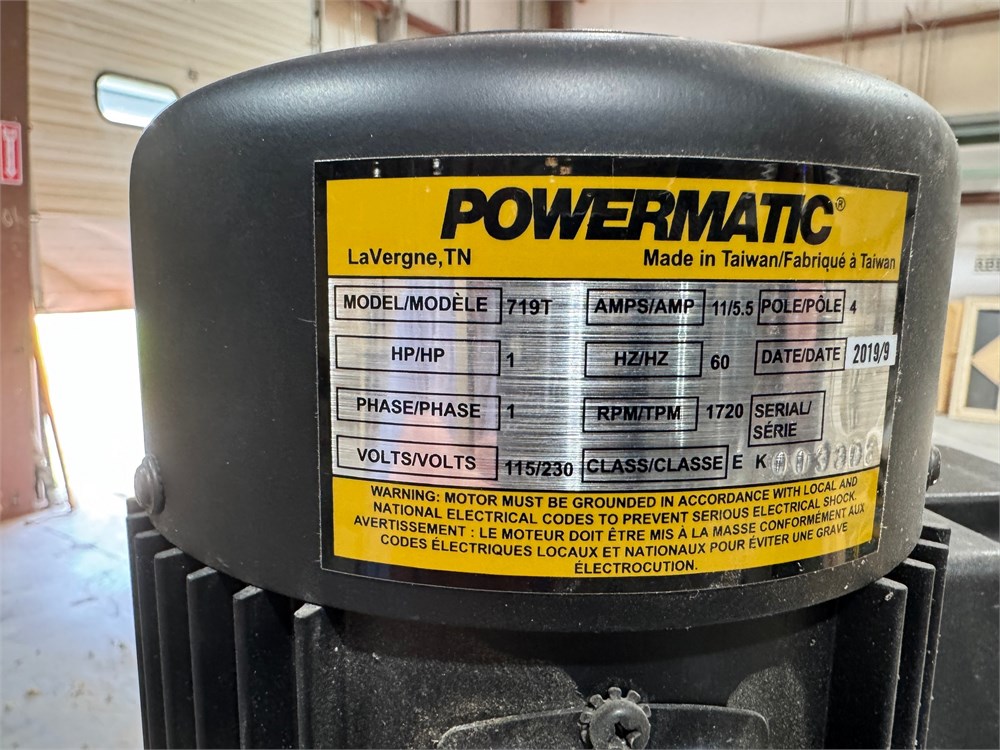 POWERMATIC®
LaVergne,TN Made in Taiwan/Fabriqué à Taiwan
MODEL/MODÈLE 719T AMPS/AMP 11/5.5 POLE/PÔLE 4
HP/HP 1 HZ/HZ 60 DATE/DATE 2019/9
PHASE/PHASE 1 RPM/TPM 1720 SERIAL/
SÉRIE
VOLTS/VOLTS 115/230 CLASS/CLASSE E K
WARNING: MOTOR MUST BE GROUNDED IN ACCORDANCE WITH LOCAL AND
NATIONAL ELECTRICAL CODES TO PREVENT SERIOUS ELECTRICAL SHOCK.
AVERTISSEMENT : LE MOTEUR DOIT ÊTRE MIS À LA MASSE CONFORMÉMENT AUX
CODES ÉLECTRIQUES LOCAUX ET NATIONAUX POUR ÉVITER UNE GRAVE
ÉLECTROCUTION.